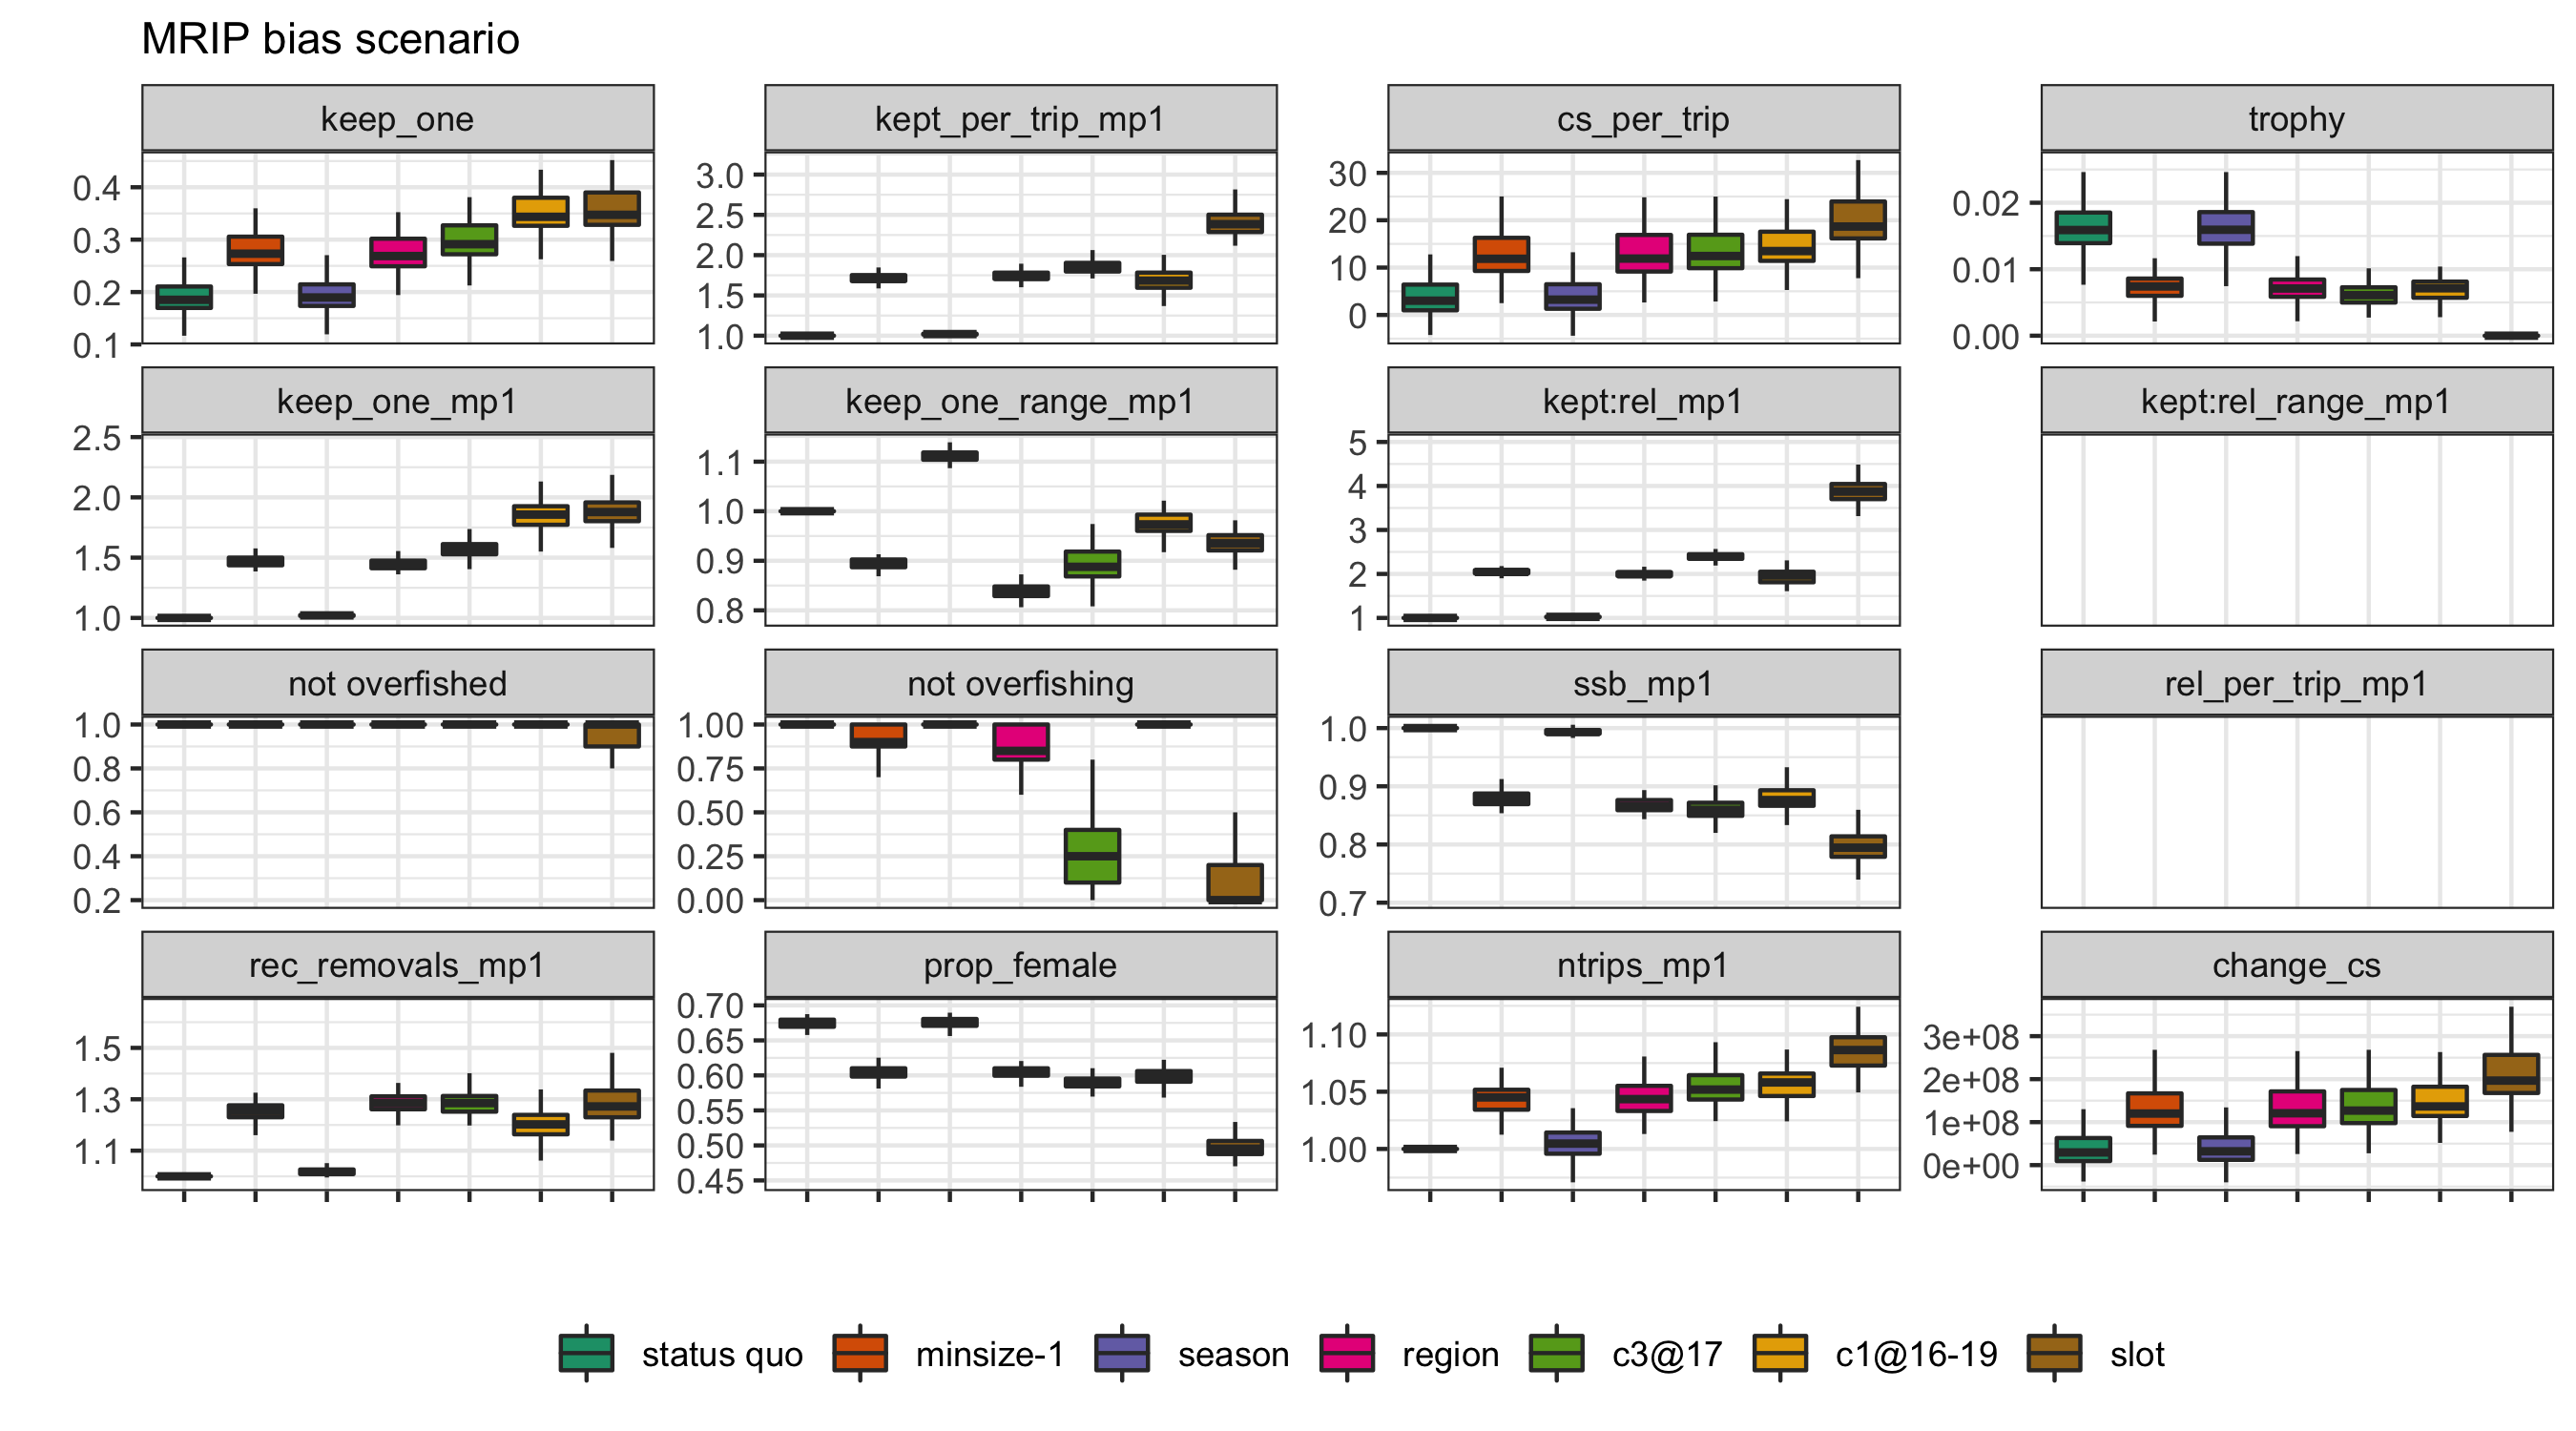 MRIP bias scenario
keep_one
kept_per_trip_mp1
cs_per_trip
trophy
0.4
0.3
0.2
0.1
3.0
2.5
2.0
1.5
1.0
30
20
10
0
0.02
0.01
0.00
keep_one_mp1
keep_one_range_mp1
kept:rel_mp1
kept:rel_range_mp1
2.5
2.0
1.5
1.0
1.1
1.0
0.9
0.8
5
4
3
2
1
not overfished
not overfishing
ssb_mp1
rel_per_trip_mp1
1.0
0.8
0.6
0.4
0.2
1.00
0.75
0.50
0.25
0.00
1.0
0.9
0.8
0.7
rec_removals_mp1
prop_female
ntrips_mp1
change_cs
1.5
1.3
1.1
0.70
0.65
0.60
0.55
0.50
0.45
1.10
1.05
1.00
3e+08
2e+08
1e+08
0e+00
status quo
minsize-1
season
region
c3@17
c1@16-19
slot